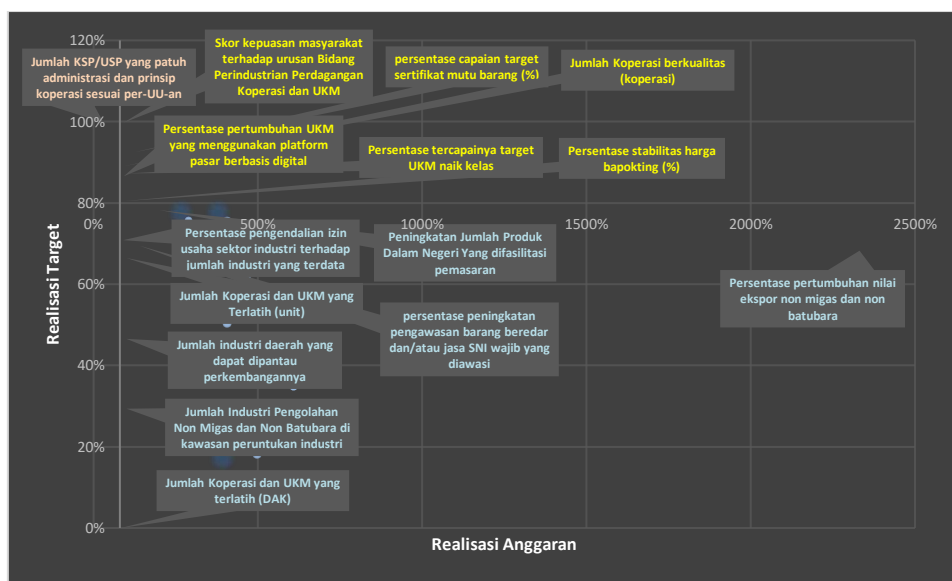 120%
Jumlah KSP/USP yang patuh
administrasi dan prinsip
koperasi sesuai per-UU-an
Skor kepuasan masyarakat
terhadap urusan Bidang
Perindustrian Perdagangan
Koperasi dan UKM
persentase capaian target
sertifikat mutu barang (%)
Jumlah Koperasi berkualitas
(koperasi)
100%
Persentase pertumbuhan UKM
yang menggunakan platform
pasar berbasis digital
Persentase tercapainya target
UKM naik kelas
Persentase stabilitas harga
bapokting (%)
80%
0%
500%
1000%
1500%
2000%
2500%
Persentase pengendalian izin
usaha sektor industri terhadap
jumlah industri yang terdata
Peningkatan Jumlah Produk
Dalam Negeri Yang difasilitasi
pemasaran
Persentase pertumbuhan nilai
ekspor non migas dan non
batubara
60%
Jumlah Koperasi dan UKM yang
Terlatih (unit)
persentase peningkatan
pengawasan barang beredar
dan/atau jasa SNI wajib yang
diawasi
Jumlah industri daerah yang
dapat dipantau
perkembangannya
40%
Jumlah Industri Pengolahan
Non Migas dan Non Batubara di
kawasan peruntukan industri
20%
Jumlah Koperasi dan UKM yang
terlatih (DAK)
0%
Realisasi Target
Realisasi Anggaran